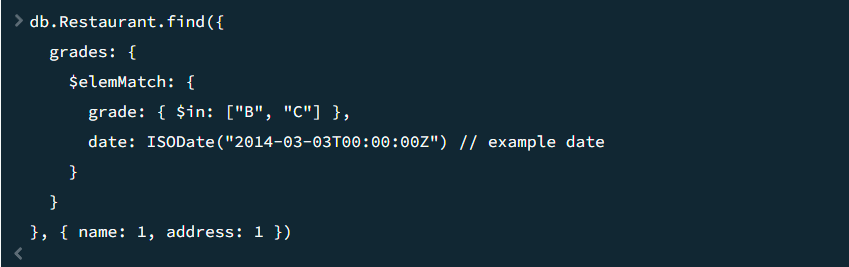 > db.Restaurant.find({
grades: {
$elemMatch: {
grade: { $in: ["B", "C"] },
date: ISODate("2014-03-03T00:00:00Z") // example date
}
}
}, { name: 1, address: 1 })
<